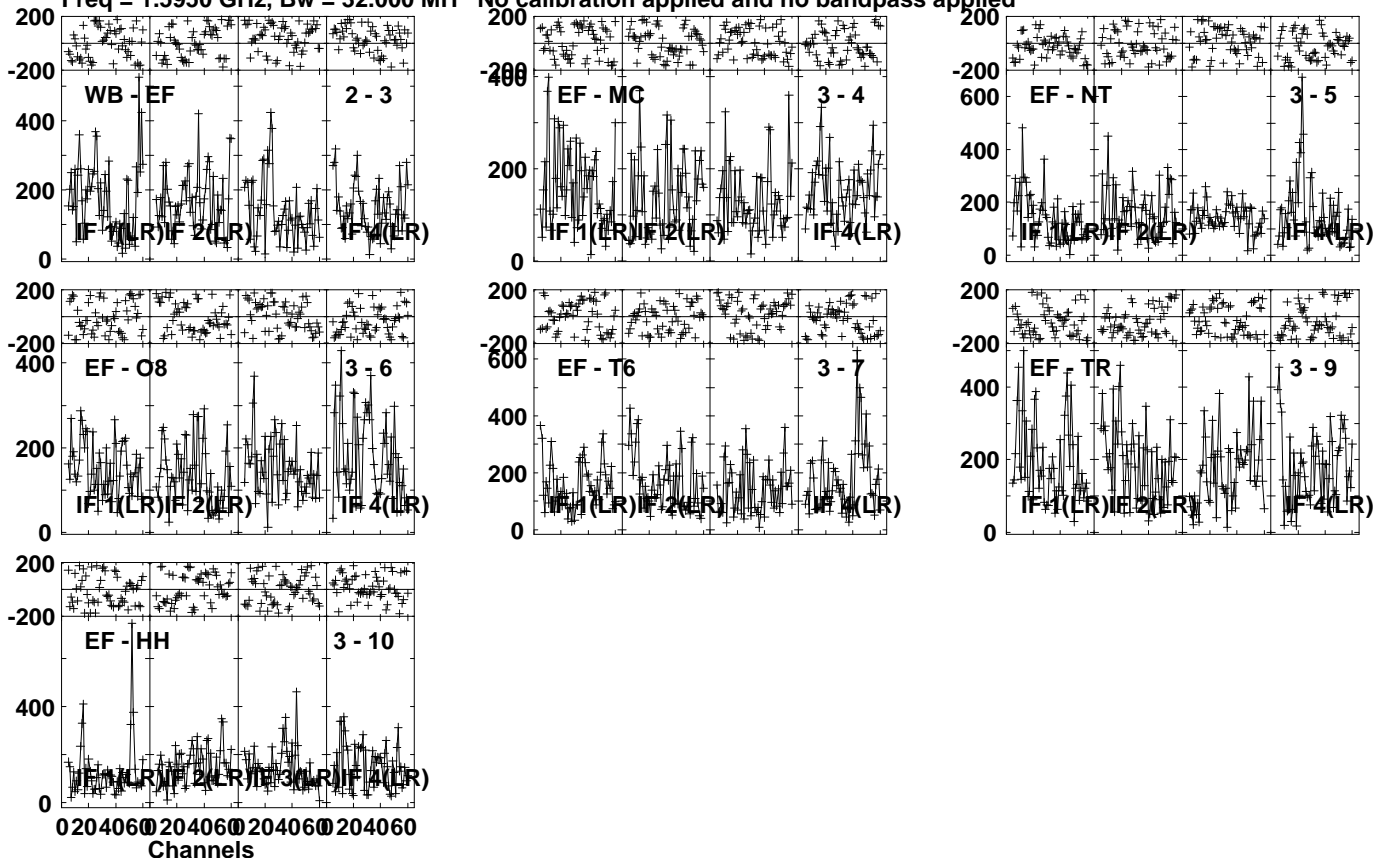 Freq = 1.5950 GHz, Bw = 32.000 MH No calibration applied and no bandpass applied
200
-200
WB - EF 2 - 3
400
200
0
IF 1(LR) IF 2(LR) IF 4(LR)
-200
400
EF - MC 3 - 4
200
0
IF 1(LR) IF 2(LR) IF 4(LR)
200
-200
EF - NT 3 - 5
600
400
200
0
IF 1(LR) IF 2(LR) IF 4(LR)
200
-200
EF - O8 3 - 6
400
200
0
IF 1(LR) IF 2(LR) IF 4(LR)
200
-200
EF - T6 3 - 7
600
400
200
0
IF 1(LR) IF 2(LR) IF 4(LR)
200
-200
EF - TR 3 - 9
400
200
0
IF 1(LR) IF 2(LR) IF 4(LR)
200
-200
EF - HH 3 - 10
400
0
IF 1(LR) IF 2(LR) IF 3(LR) IF 4(LR)
0 20 40 60 0 20 40 60 0 20 40 60 0 20 40 60
Channels